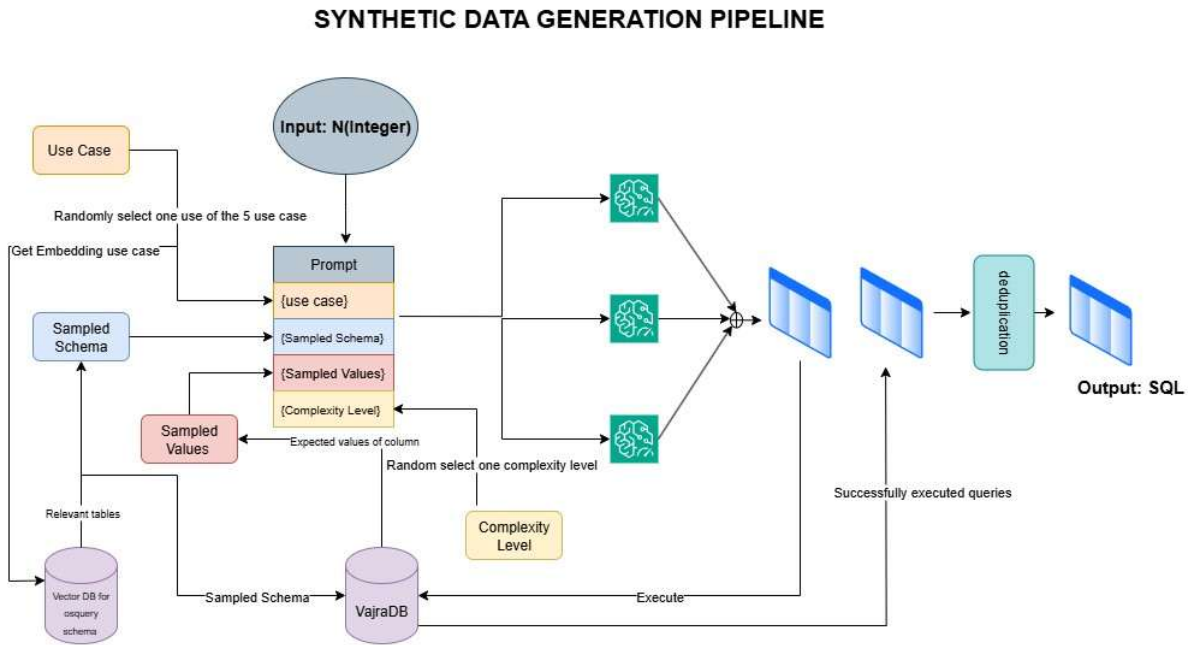 SYNTHETIC DATA GENERATION PIPELINE
Input: N(Integer)
Use Case
Randomly select one use of the 5 use case
Get Embedding use case
Prompt
{use case}
Sampled
Schema
{Sampled Schema}
{Sampled Values}
{Complexity Level}
Sampled
Values
Expected values of column
Random select one complexity level
deduplication
Output: SQL
Successfully executed queries
Relevant tables
Complexity
Level
Vector DB for
osquery
schema
Sampled Schema
VajraDB
Execute